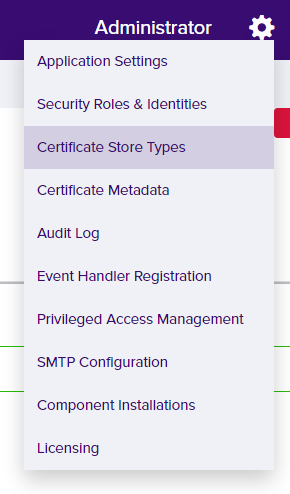 Administrator
Application Settings
Security Roles & Identities
Certificate Store Types
Certificate Metadata
Audit Log
Event Handler Registration
Privileged Access Management
SMTP Configuration
Component Installations
Licensing